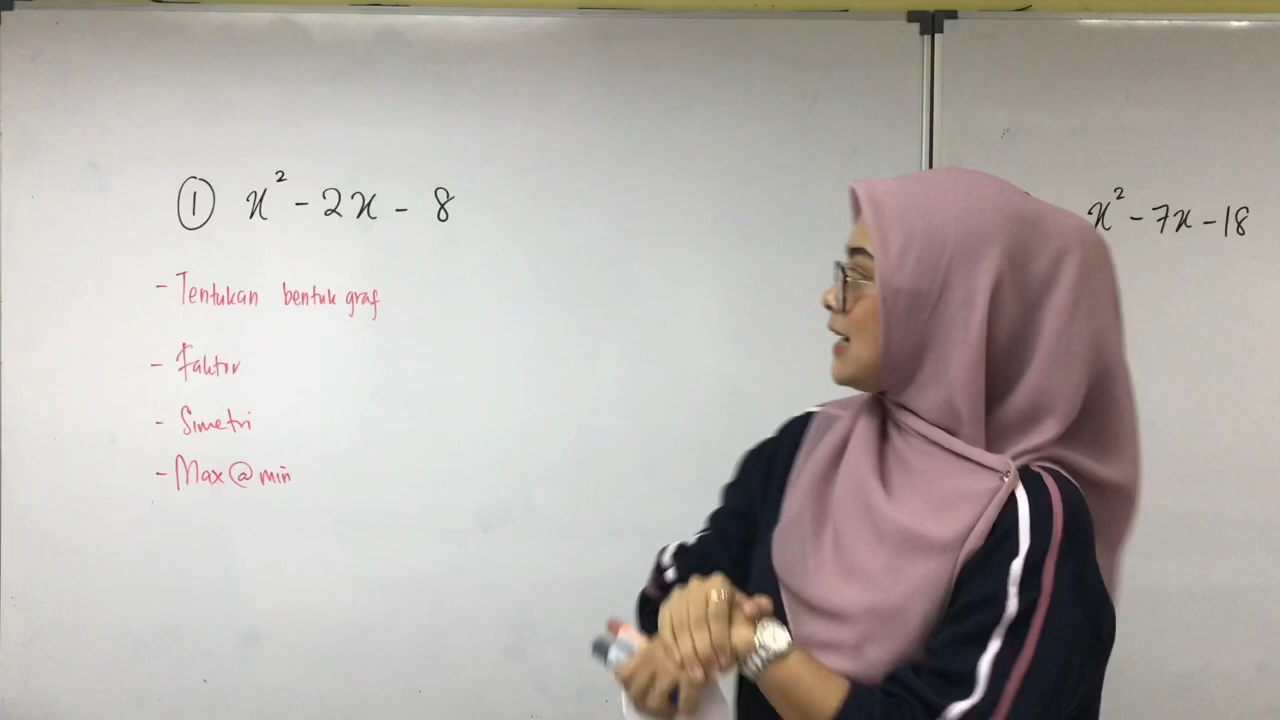 ① x² - 2x - 8
- Tentukan bentuk graf
- Faktor
- Simetri
- Max @ min
x² - 7x - 18